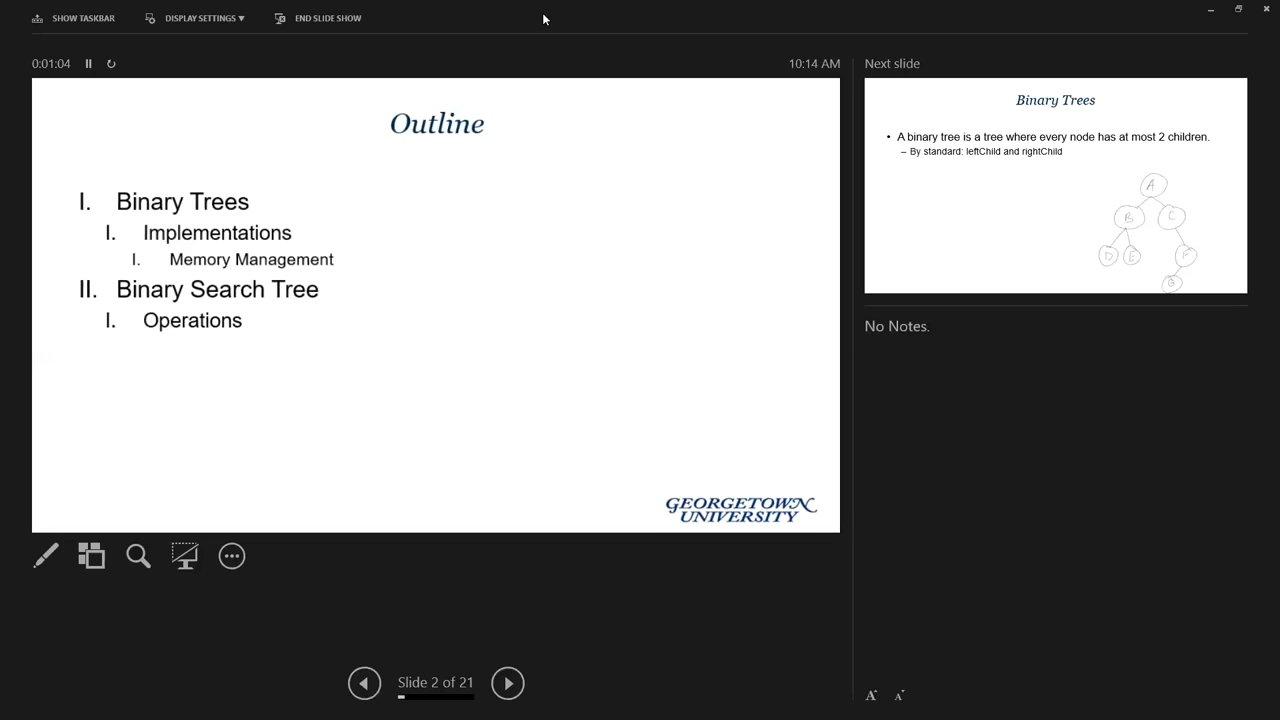 SHOW TASKBAR
DISPLAY SETTINGS ▼
END SLIDE SHOW
0:01:04
10:14 AM
Outline
I. Binary Trees
I. Implementations
I. Memory Management
II. Binary Search Tree
I. Operations
GEORGETOWN
UNIVERSITY
Slide 2 of 21
Next slide
Binary Trees
• A binary tree is a tree where every node has at most 2 children.
– By standard: leftChild and rightChild
A
B C
D E F
G
No Notes.
A A